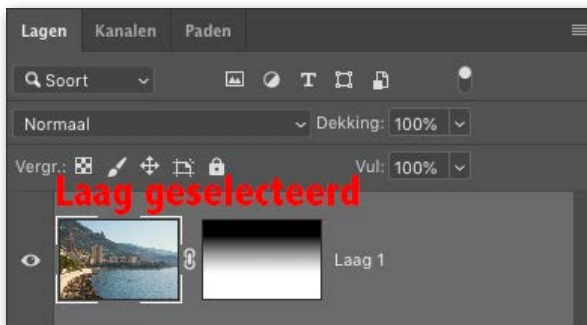 Lagen Kanalen Paden
Soort
Normaal Dekking: 100%
Vergr.: Vul: 100%
Laag geselecteerd
Laag 1